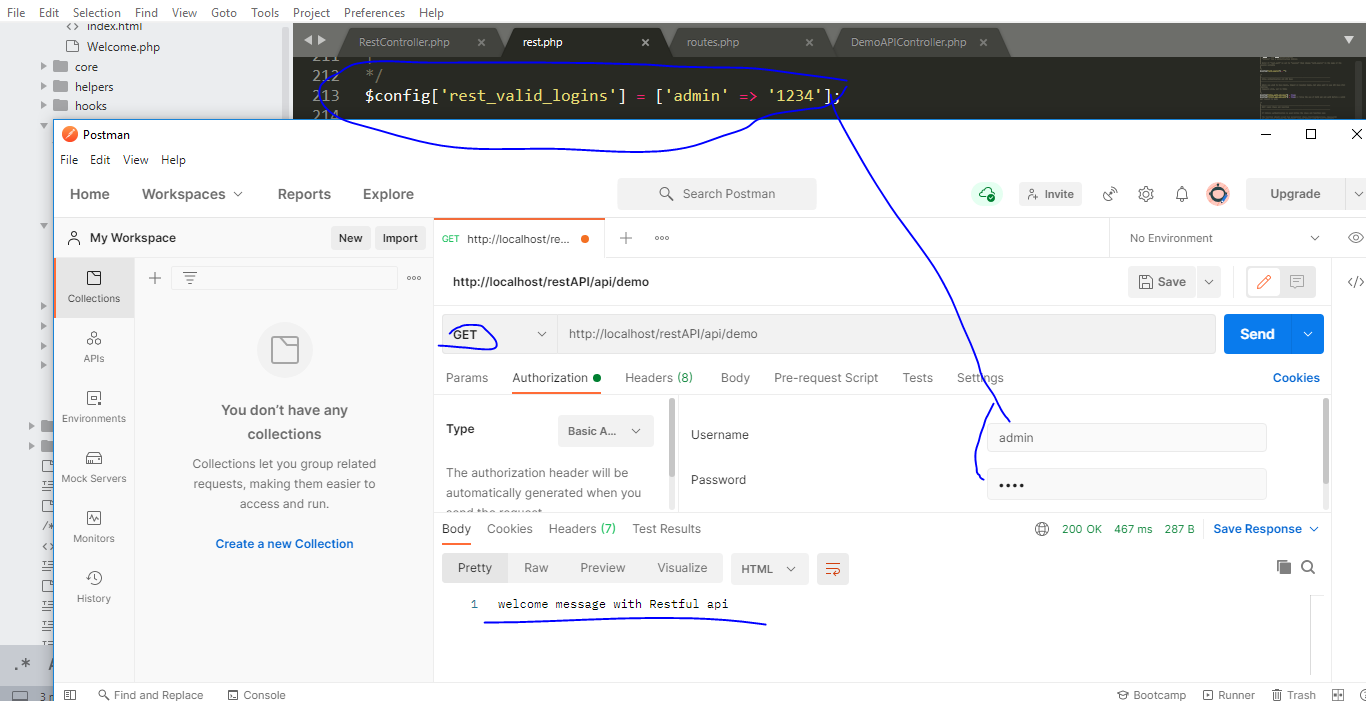 File Edit Selection Find View Goto Tools Project Preferences Help
index.html
Welcome.php
core
helpers
hooks
RestController.php
rest.php
routes.php
DemoAPIController.php
211
212 */
213 $config['rest_valid_logins'] = ['admin' => '1234'];
214
Postman
File Edit View Help
Home Workspaces Reports Explore
Search Postman
Invite
Upgrade
My Workspace
New Import
GET http://localhost/re...
No Environment
Collections
APIs
Environments
Mock Servers
Monitors
History
You don't have any
collections
Collections let you group related
requests, making them easier to
access and run.
Create a new Collection
http://localhost/restAPI/api/demo
Save
GET http://localhost/restAPI/api/demo
Send
Params Authorization Headers (8) Body Pre-request Script Tests Settings
Cookies
Type Basic A...
The authorization header will be
automatically generated when you
send the request.
Username admin
Password ••••
Body Cookies Headers (7) Test Results
200 OK 467 ms 287 B Save Response
Pretty Raw Preview Visualize HTML
1 welcome message with Restful api
Find and Replace Console
Bootcamp Runner Trash